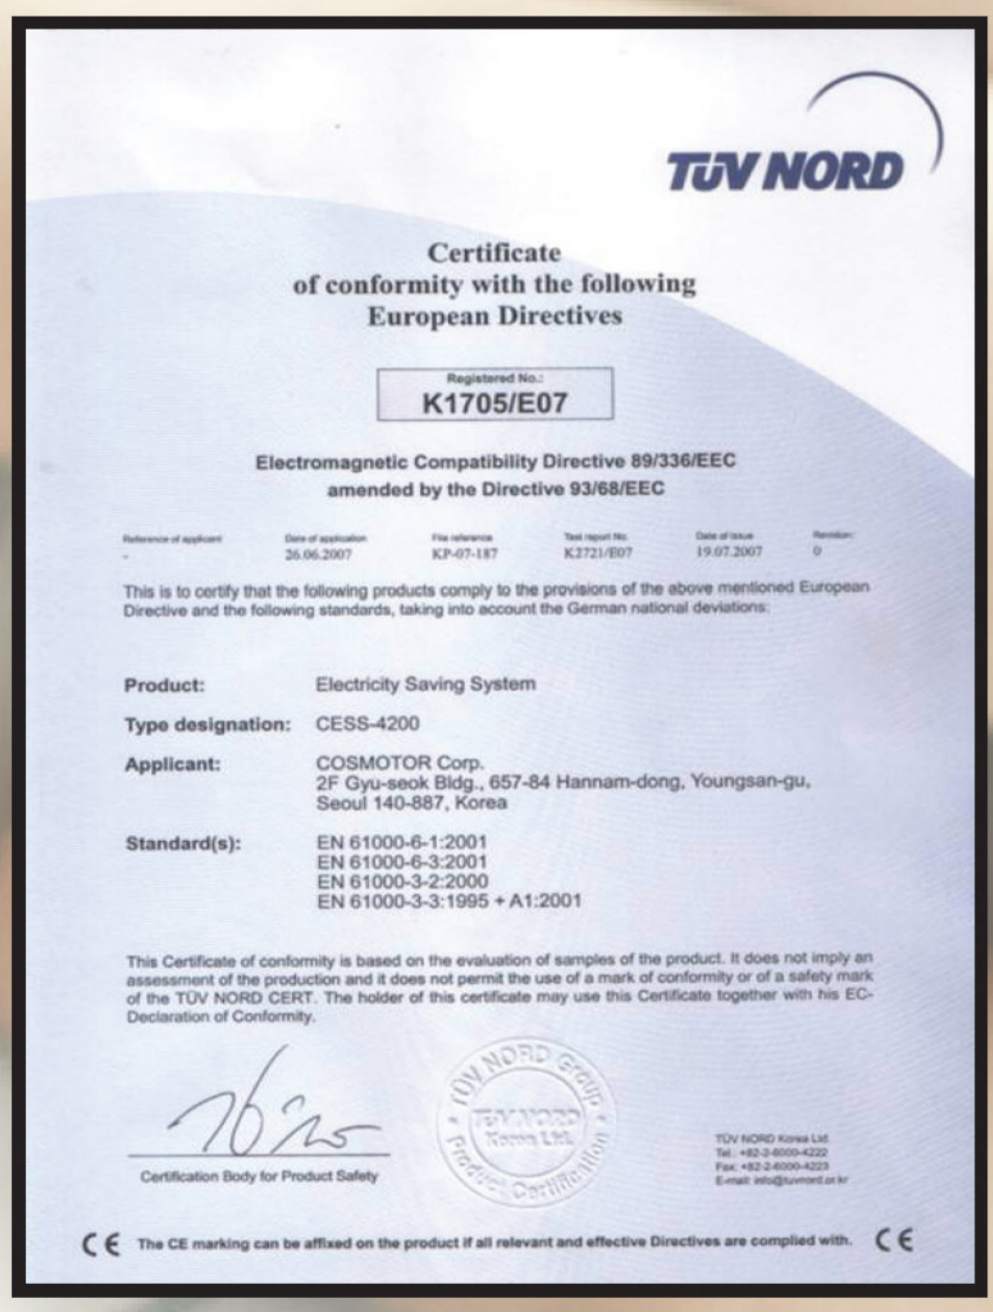 TÜV NORD
Certificate
of conformity with the following
European Directives
Registered No.:
K1705/E07
Electromagnetic Compatibility Directive 89/336/EEC
amended by the Directive 93/68/EEC
Reference of applicant Date of application File reference Test report No. Date of issue Revision:
- 26.06.2007 KP-07-187 K2721/E07 19.07.2007 0
This is to certify that the following products comply to the provisions of the above mentioned European
Directive and the following standards, taking into account the German national deviations:
Product: Electricity Saving System
Type designation: CESS-4200
Applicant: COSMOTOR Corp.
2F Gyu-seok Bldg., 657-84 Hannam-dong, Youngsan-gu,
Seoul 140-887, Korea
Standard(s): EN 61000-6-1:2001
EN 61000-6-3:2001
EN 61000-3-2:2000
EN 61000-3-3:1995 + A1:2001
This Certificate of conformity is based on the evaluation of samples of the product. It does not imply an
assessment of the production and it does not permit the use of a mark of conformity or of a safety mark
of the TÜV NORD CERT. The holder of this certificate may use this Certificate together with his EC-
Declaration of Conformity.
TÜV NORD Group
TÜV NORD
Korea Ltd.
Product Certification
Certification Body for Product Safety
TÜV NORD Korea Ltd.
Tel.: +82-2-6000-4222
Fax: +82-2-6000-4223
E-mail: info@tuvnord.or.kr
CE The CE marking can be affixed on the product if all relevant and effective Directives are complied with. CE